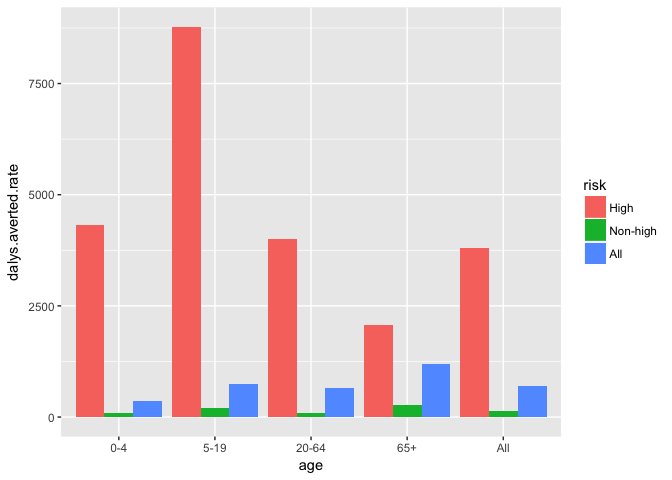 7500
5000
2500
0
dalys.averted.rate
0-4 5-19 20-64 65+ All
age
risk
High
Non-high
All